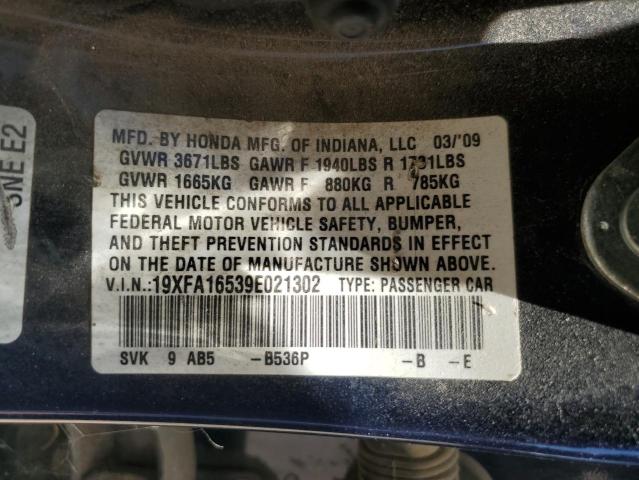 MFD. BY HONDA MFG. OF INDIANA, LLC 03/'09
GVWR 3671LBS GAWR F 1940LBS R 1731LBS
GVWR 1665KG GAWR F 880KG R 785KG
THIS VEHICLE CONFORMS TO ALL APPLICABLE
FEDERAL MOTOR VEHICLE SAFETY, BUMPER,
AND THEFT PREVENTION STANDARDS IN EFFECT
ON THE DATE OF MANUFACTURE SHOWN ABOVE.
V.I.N.:19XFA16539E021302 TYPE: PASSENGER CAR
SVK 9 AB5 -B536P -B -E
NE E2